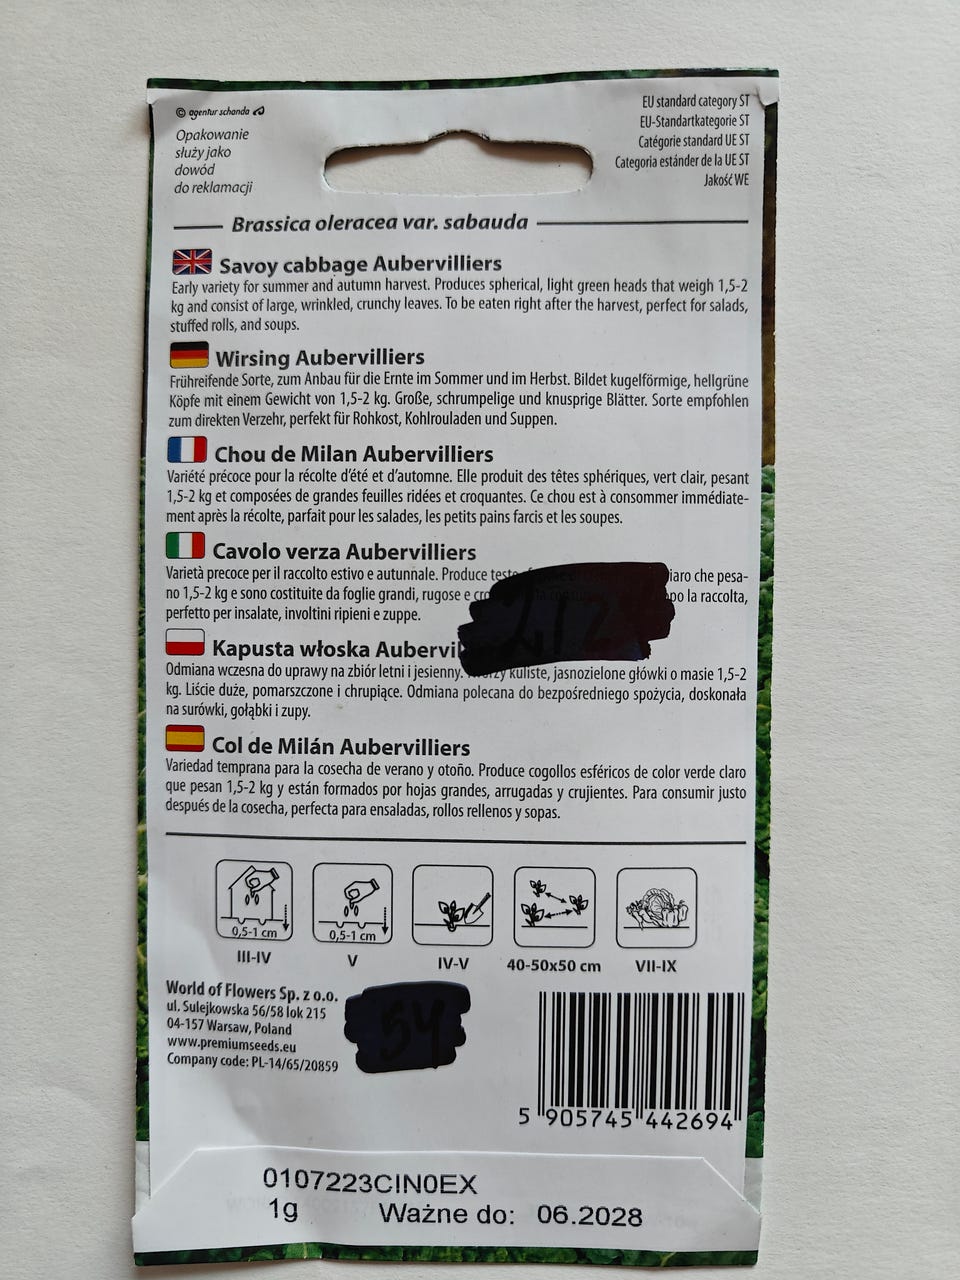 © agentur schanda
Opakowanie
służy jako
dowód
do reklamacji
EU standard category ST
EU-Standartkategorie ST
Catégorie standard UE ST
Categoria estánder de la UE ST
Jakość WE
Brassica oleracea var. sabauda
Savoy cabbage Aubervilliers
Early variety for summer and autumn harvest. Produces spherical, light green heads that weigh 1,5-2
kg and consist of large, wrinkled, crunchy leaves. To be eaten right after the harvest, perfect for salads,
stuffed rolls, and soups.
Wirsing Aubervilliers
Frühreifende Sorte, zum Anbau für die Ernte im Sommer und im Herbst. Bildet kugelförmige, hellgrüne
Köpfe mit einem Gewicht von 1,5-2 kg. Große, schrumpelige und knusprige Blätter. Sorte empfohlen
zum direkten Verzehr, perfekt für Rohkost, Kohlrouladen und Suppen.
Chou de Milan Aubervilliers
Variété précoce pour la récolte d'été et d'automne. Elle produit des têtes sphériques, vert clair, pesant
1,5-2 kg et composées de grandes feuilles ridées et croquantes. Ce chou est à consommer immédiate-
ment après la récolte, parfait pour les salades, les petits pains farcis et les soupes.
Cavolo verza Aubervilliers
Varietà precoce per il raccolto estivo e autunnale. Produce teste che pesa-
no 1,5-2 kg e sono costituite da foglie grandi, rugose e la raccolta,
perfetto per insalate, involtini ripieni e zuppe.
Kapusta włoska
Odmiana wczesna do uprawy na zbiór letni i jesienny. kuliste, jasnozielone główki o masie 1,5-2
kg. Liście duże, pomarszczone i chrupiące. Odmiana polecana do bezpośredniego spożycia, doskonała
na surówki, gołąbki i zupy.
Col de Milán Aubervilliers
Variedad temprana para la cosecha de verano y otoño. Produce cogollos esféricos de color verde claro
que pesan 1,5-2 kg y están formados por hojas grandes, arrugadas y crujientes. Para consumir justo
después de la cosecha, perfecta para ensaladas, rollos rellenos y sopas.
0,5-1 cm
0,5-1 cm
III-IV
V
IV-V
40-50x50 cm
VII-IX
World of Flowers Sp. z o.o.
ul. Sulejkowska 56/58 lok 215
04-157 Warsaw, Poland
www.premiumseeds.eu
Company code: PL-14/65/20859
5 905745 442694
0107223CIN0EX
1g Ważne do: 06.2028